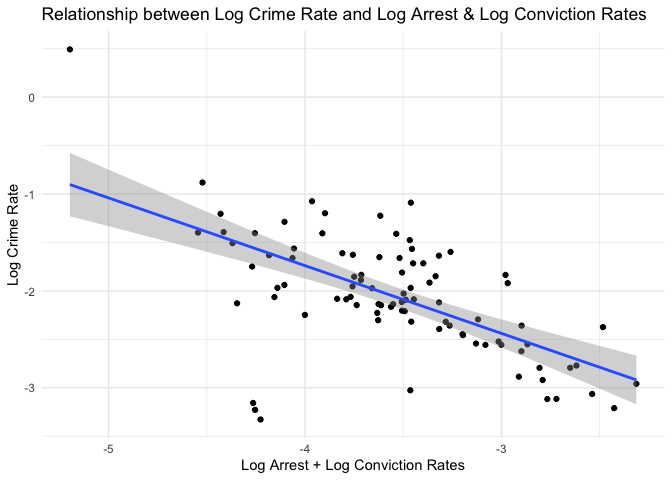 Relationship between Log Crime Rate and Log Arrest & Log Conviction Rates
0
-1
-2
-3
Log Crime Rate
-5 -4 -3
Log Arrest + Log Conviction Rates